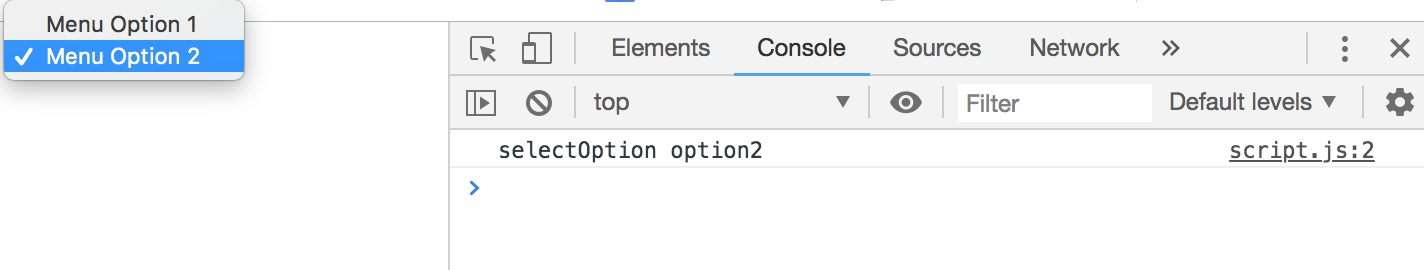 Menu Option 1
✓ Menu Option 2
Elements Console Sources Network »
top Filter Default levels
selectOption option2 script.js:2
>